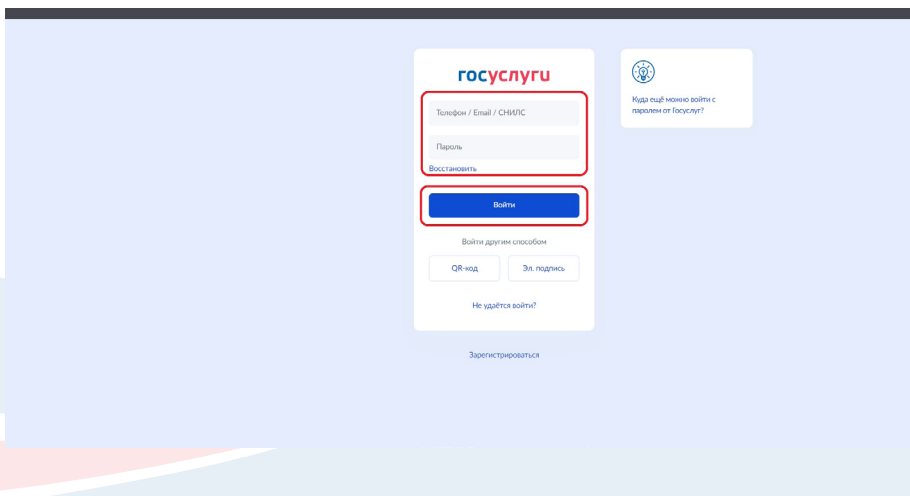 госуслуги
Телефон / Email / СНИЛС
Пароль
Восстановить
Войти
Войти другим способом
QR-код
Эл. подпись
Не удаётся войти?
Зарегистрироваться
Куда ещё можно войти с
паролем от Госуслуг?